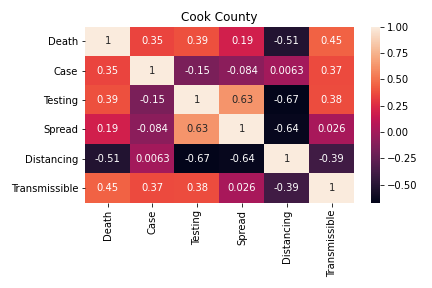 Cook County
Death 1 0.35 0.39 0.19 -0.51 0.45
Case 0.35 1 -0.15 -0.084 0.0063 0.37
Testing 0.39 -0.15 1 0.63 -0.67 0.38
Spread 0.19 -0.084 0.63 1 -0.64 0.026
Distancing -0.51 0.0063 -0.67 -0.64 1 -0.39
Transmissible 0.45 0.37 0.38 0.026 -0.39 1
Death Case Testing Spread Distancing Transmissible
1.00
0.75
0.50
0.25
0.00
−0.25
−0.50